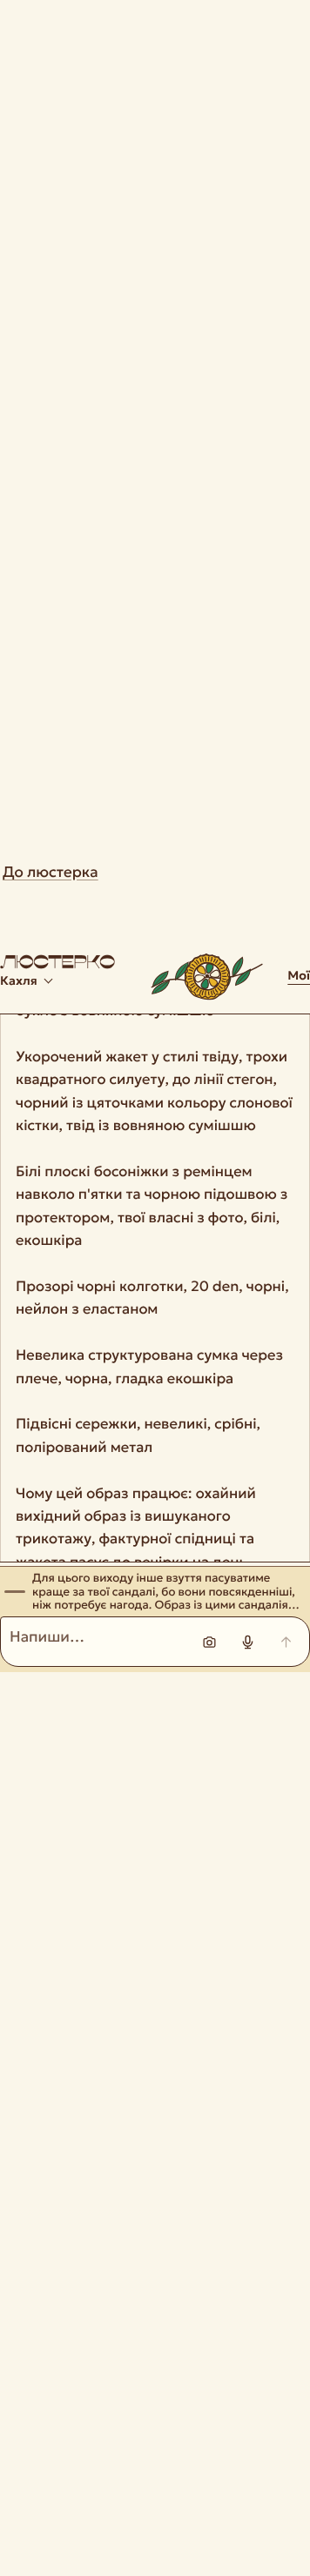 До люстерка
ЛЮСТЕРКО
Кахля
Мої
Укорочений жакет у стилі твіду, трохи
квадратного силуету, до лінії стегон,
чорний із цяточками кольору слонової
кістки, твід із вовняною сумішшю
Білі плоскі босоніжки з ремінцем
навколо п'ятки та чорною підошвою з
протектором, твої власні з фото, білі,
екошкіра
Прозорі чорні колготки, 20 den, чорні,
нейлон з еластаном
Невелика структурована сумка через
плече, чорна, гладка екошкіра
Підвісні сережки, невеликі, срібні,
полірований метал
Чому цей образ працює: охайний
вихідний образ із вишуканого
трикотажу, фактурної спідниці та
Для цього виходу інше взуття пасуватиме
краще за твої сандалі, бо вони повсякденніші,
ніж потребує нагода. Образ із цими сандалія...
Напиши...